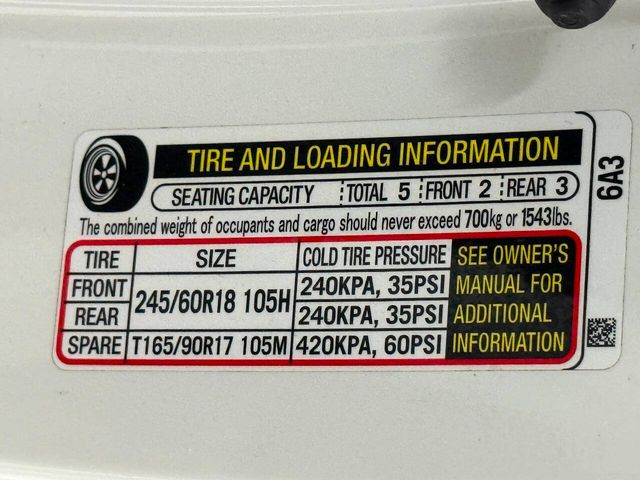 TIRE AND LOADING INFORMATION
SEATING CAPACITY TOTAL 5 FRONT 2 REAR 3
The combined weight of occupants and cargo should never exceed 700kg or 1543lbs.
TIRE SIZE COLD TIRE PRESSURE
FRONT 245/60R18 105H 240KPA, 35PSI
REAR 240KPA, 35PSI
SPARE T165/90R17 105M 420KPA, 60PSI
SEE OWNER'S
MANUAL FOR
ADDITIONAL
INFORMATION
6A3